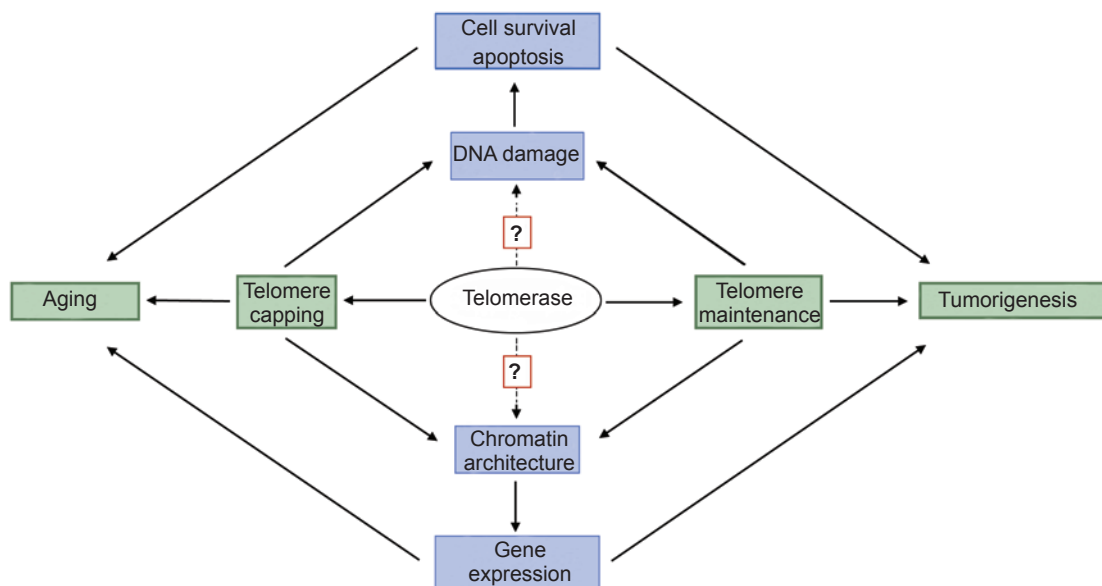 Cell survival
apoptosis
DNA damage
?
Aging
Telomere
capping
Telomerase
Telomere
maintenance
Tumorigenesis
?
Chromatin
architecture
Gene
expression